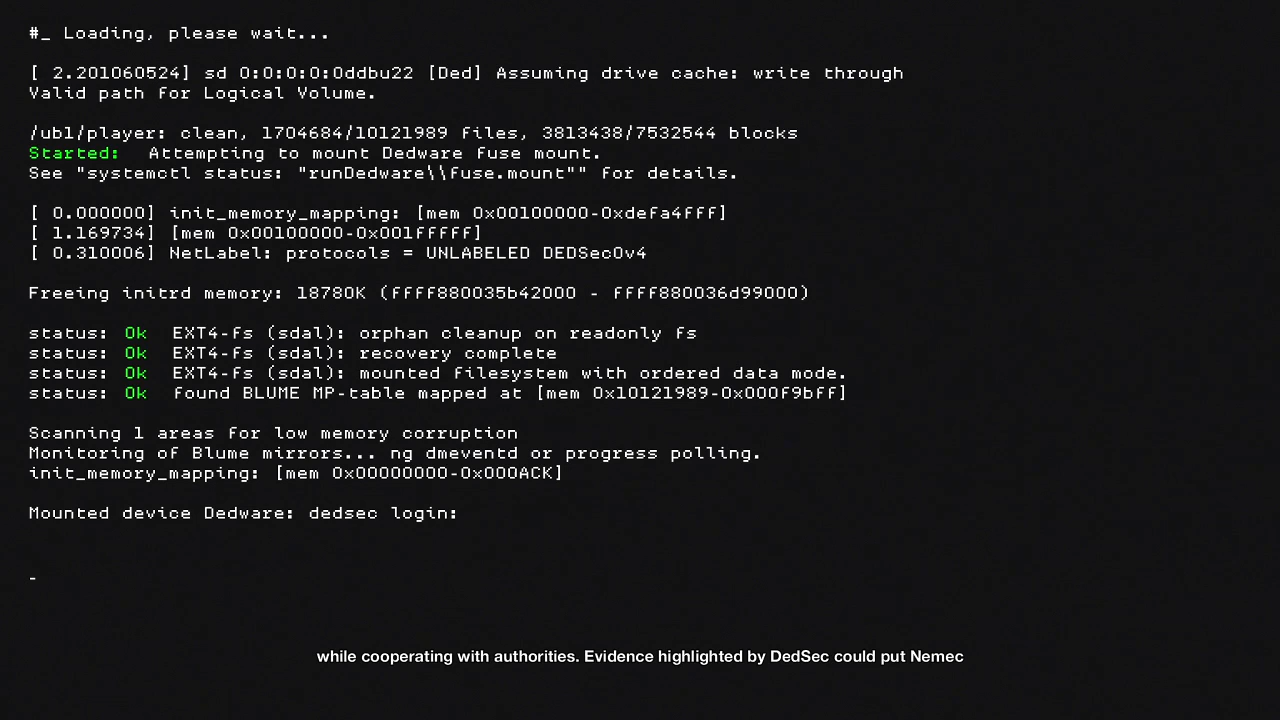 #_ Loading, please wait...
[ 2.201060524] sd 0:0:0:0:0ddbu22 [Ded] Assuming drive cache: write through
Valid path for Logical Volume.
/ubl/player: clean, 1704684/10121989 files, 3813438/7532544 blocks
Started: Attempting to mount Dedware fuse mount.
See "systemctl status: "runDedware\\fuse.mount"" for details.
[ 0.000000] init_memory_mapping: [mem 0x00100000-0xdefa4fff]
[ 1.169734] [mem 0x00100000-0x001fffff]
[ 0.310006] NetLabel: protocols = UNLABELED DEDSecOv4
Freeing initrd memory: 18780K (ffff880035b42000 - ffff880036d99000)
status: Ok EXT4-fs (sda1): orphan cleanup on readonly fs
status: Ok EXT4-fs (sda1): recovery complete
status: Ok EXT4-fs (sda1): mounted filesystem with ordered data mode.
status: Ok found BLUME MP-table mapped at [mem 0x10121989-0x000f9bff]
Scanning 1 areas for low memory corruption
Monitoring of Blume mirrors... ng dmeventd or progress polling.
init_memory_mapping: [mem 0x00000000-0x000ACK]
Mounted device Dedware: dedsec login:
-
while cooperating with authorities. Evidence highlighted by DedSec could put Nemec